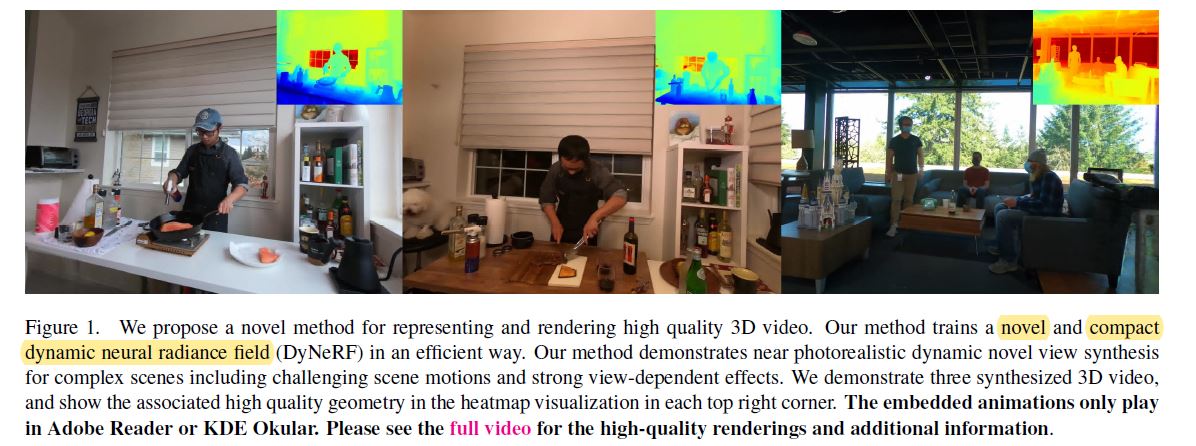 GEORGIA
TECH
Figure 1. We propose a novel method for representing and rendering high quality 3D video. Our method trains a novel and compact
dynamic neural radiance field (DyNeRF) in an efficient way. Our method demonstrates near photorealistic dynamic novel view synthesis
for complex scenes including challenging scene motions and strong view-dependent effects. We demonstrate three synthesized 3D video,
and show the associated high quality geometry in the heatmap visualization in each top right corner. The embedded animations only play
in Adobe Reader or KDE Okular. Please see the full video for the high-quality renderings and additional information.